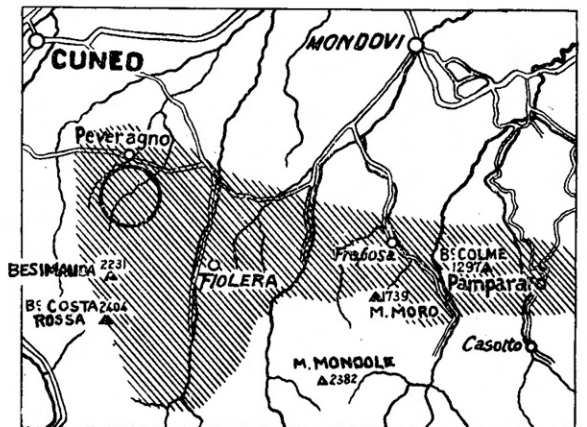 CUNEO
MONDOVI
Peveragno
BESIMAUDA 2231
Bc COSTA 2404
ROSSA
FIOLERA
Frabosa
Bc COLME
1297
Pamparato
1739
M. MORO
Casotto
M. MONDOLE
2382